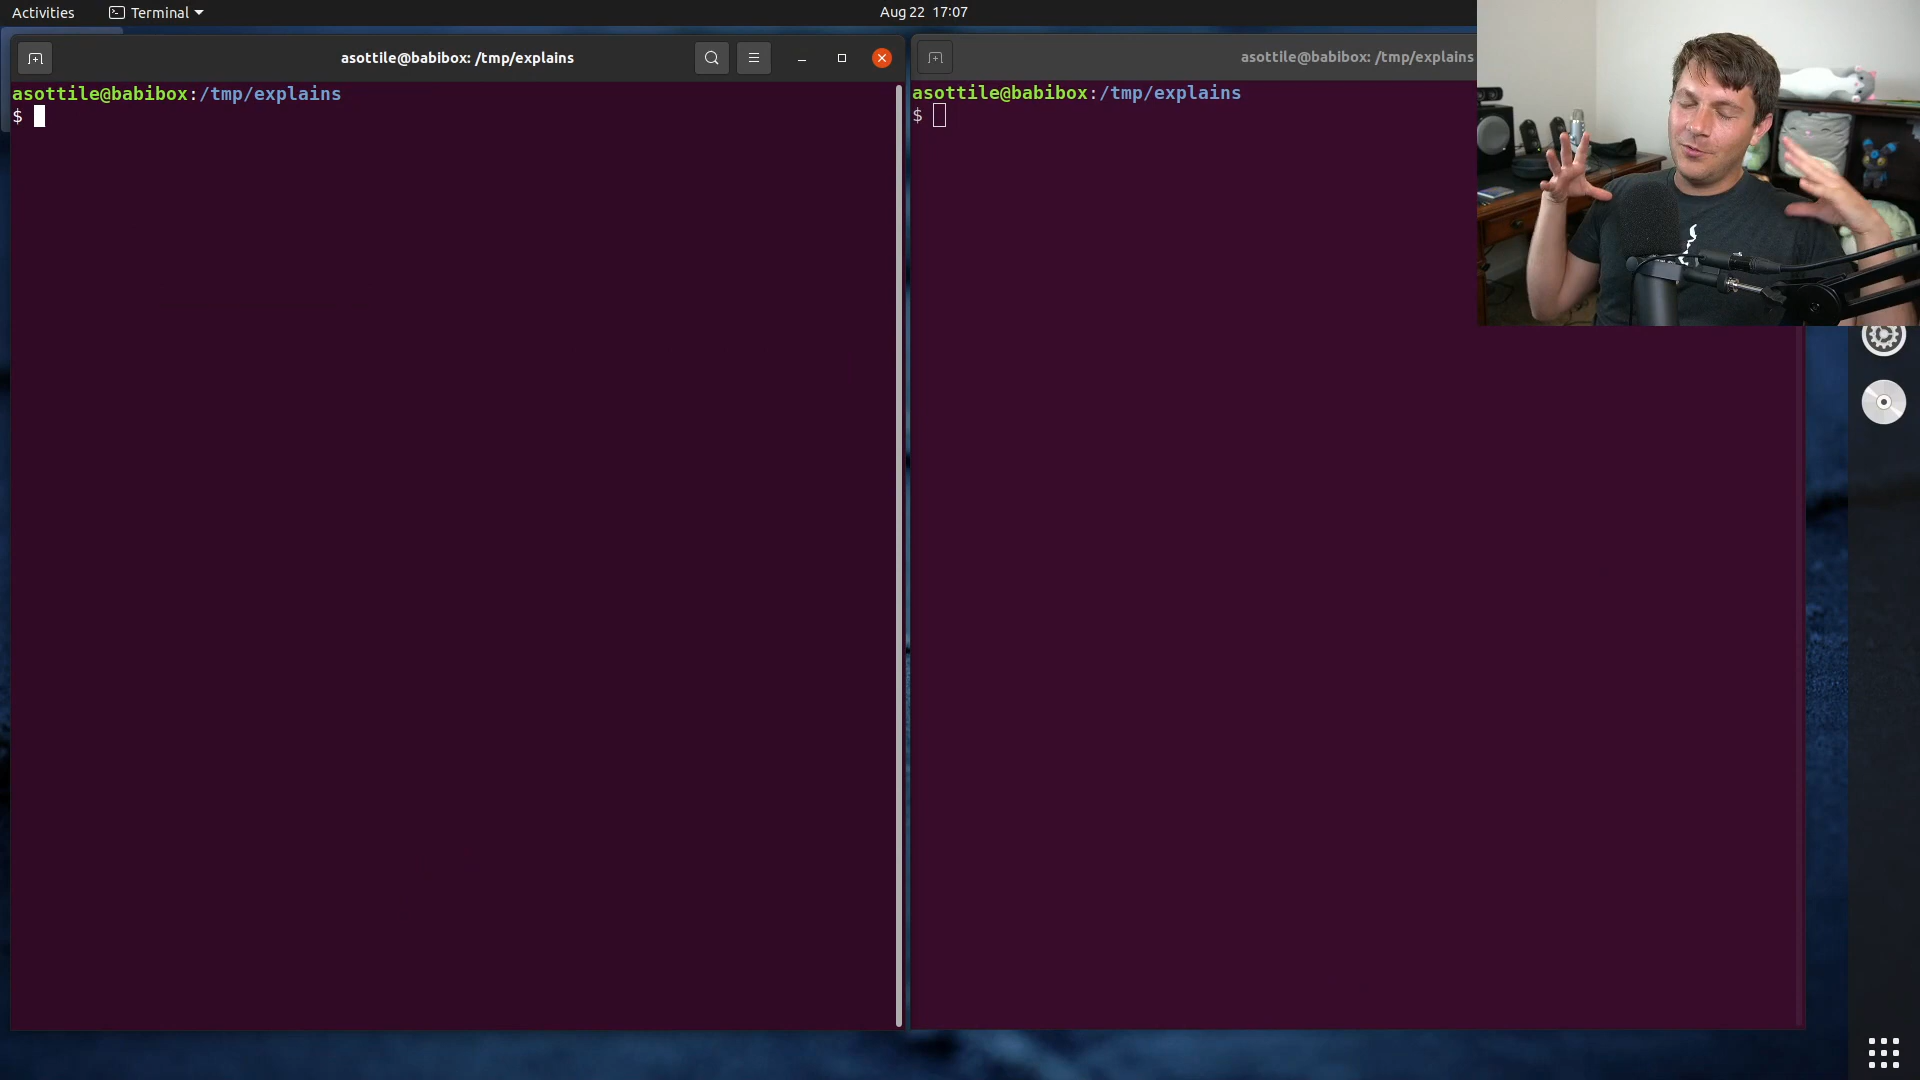 Activities
Terminal
Aug 22 17:07
asottile@babibox: /tmp/explains
asottile@babibox:/tmp/explains
$
asottile@babibox: /tmp/explains
asottile@babibox:/tmp/explains
$